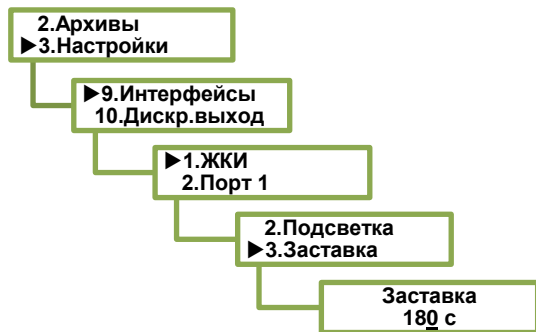 2.Архивы
▶3.Настройки
▶9.Интерфейсы
10.Дискр.выход
▶1.ЖКИ
2.Порт 1
2.Подсветка
▶3.Заставка
Заставка
180 с